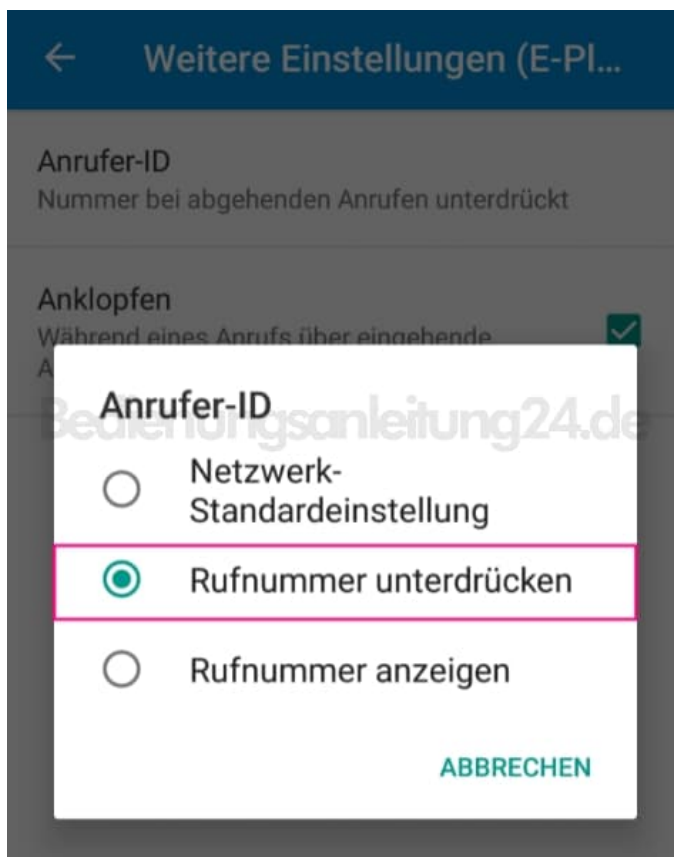 Weitere Einstellungen (E-Pl...
Anrufer-ID
Nummer bei abgehenden Anrufen unterdrückt
Anklopfen
Während eines Anrufs über eingehende
A
Anrufer-ID
Bedienungsanleitung24.de
Netzwerk-
Standardeinstellung
Rufnummer unterdrücken
Rufnummer anzeigen
ABBRECHEN